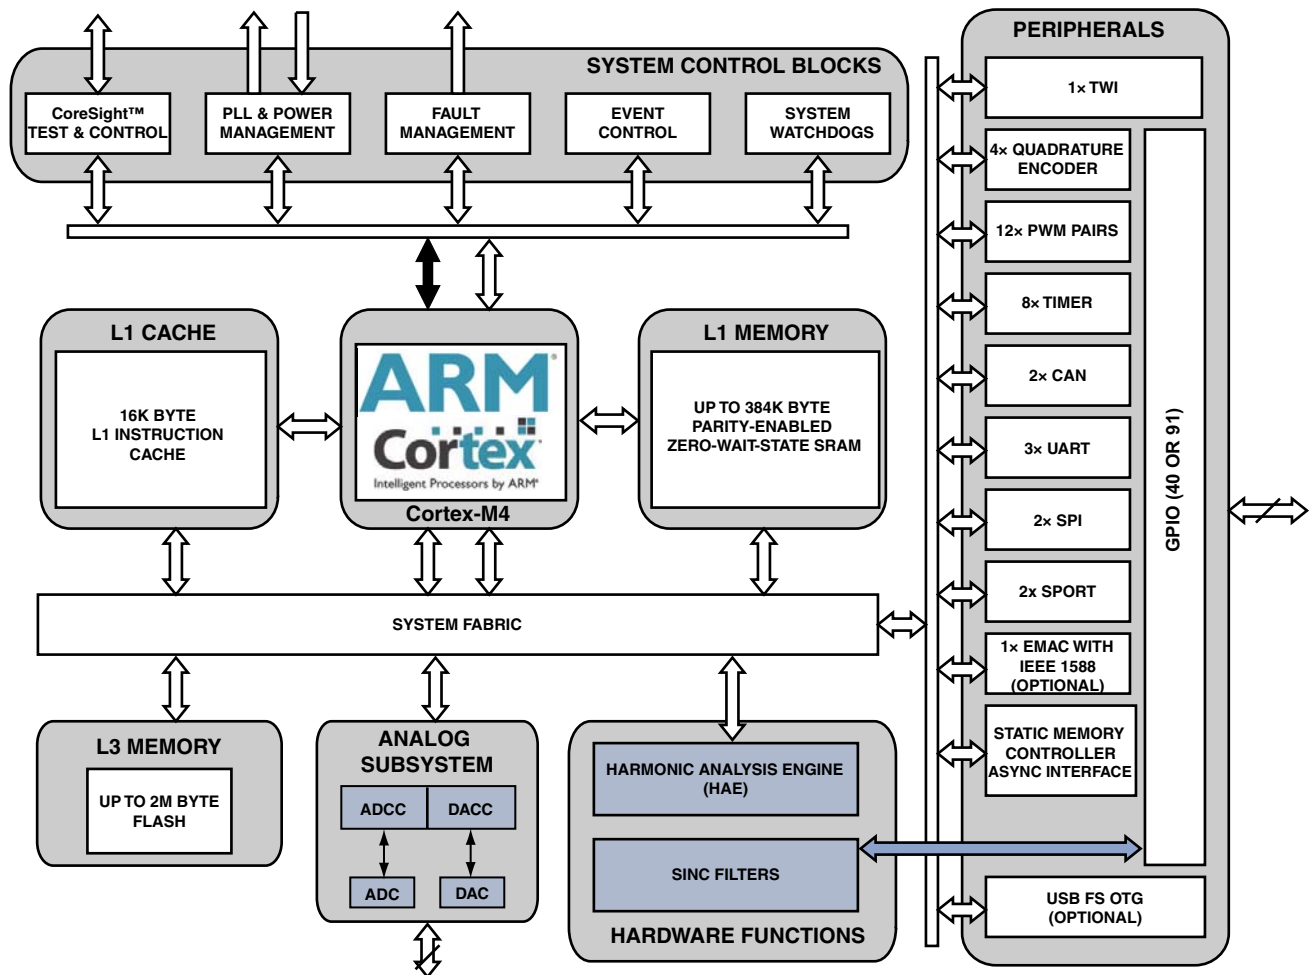 SYSTEM CONTROL BLOCKS
CoreSight™
TEST & CONTROL
PLL & POWER
MANAGEMENT
FAULT
MANAGEMENT
EVENT
CONTROL
SYSTEM
WATCHDOGS
L1 CACHE
16K BYTE
L1 INSTRUCTION
CACHE
ARM®
Cortex®
Intelligent Processors by ARM®
Cortex-M4
L1 MEMORY
UP TO 384K BYTE
PARITY-ENABLED
ZERO-WAIT-STATE SRAM
SYSTEM FABRIC
L3 MEMORY
UP TO 2M BYTE
FLASH
ANALOG
SUBSYSTEM
ADCC
DACC
ADC
DAC
HARMONIC ANALYSIS ENGINE
(HAE)
SINC FILTERS
HARDWARE FUNCTIONS
PERIPHERALS
1× TWI
4× QUADRATURE
ENCODER
12× PWM PAIRS
8× TIMER
2× CAN
3× UART
2× SPI
2x SPORT
1× EMAC WITH
IEEE 1588
(OPTIONAL)
STATIC MEMORY
CONTROLLER
ASYNC INTERFACE
USB FS OTG
(OPTIONAL)
GPIO (40 OR 91)